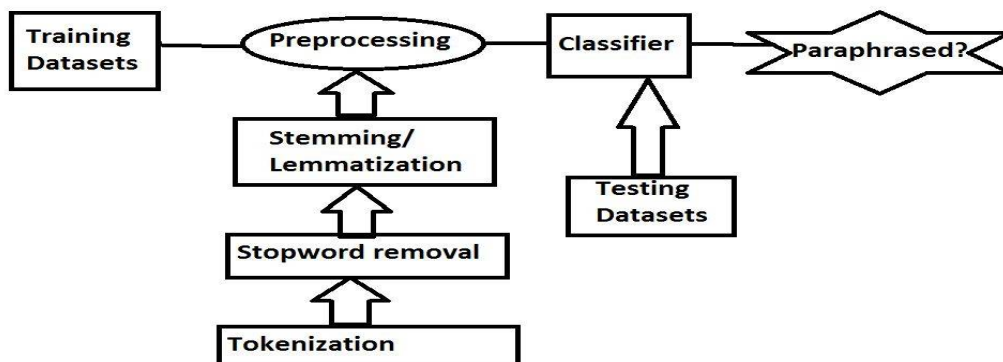 Training
Datasets
Preprocessing
Classifier
Paraphrased?
Stemming/
Lemmatization
Testing
Datasets
Stopword removal
Tokenization